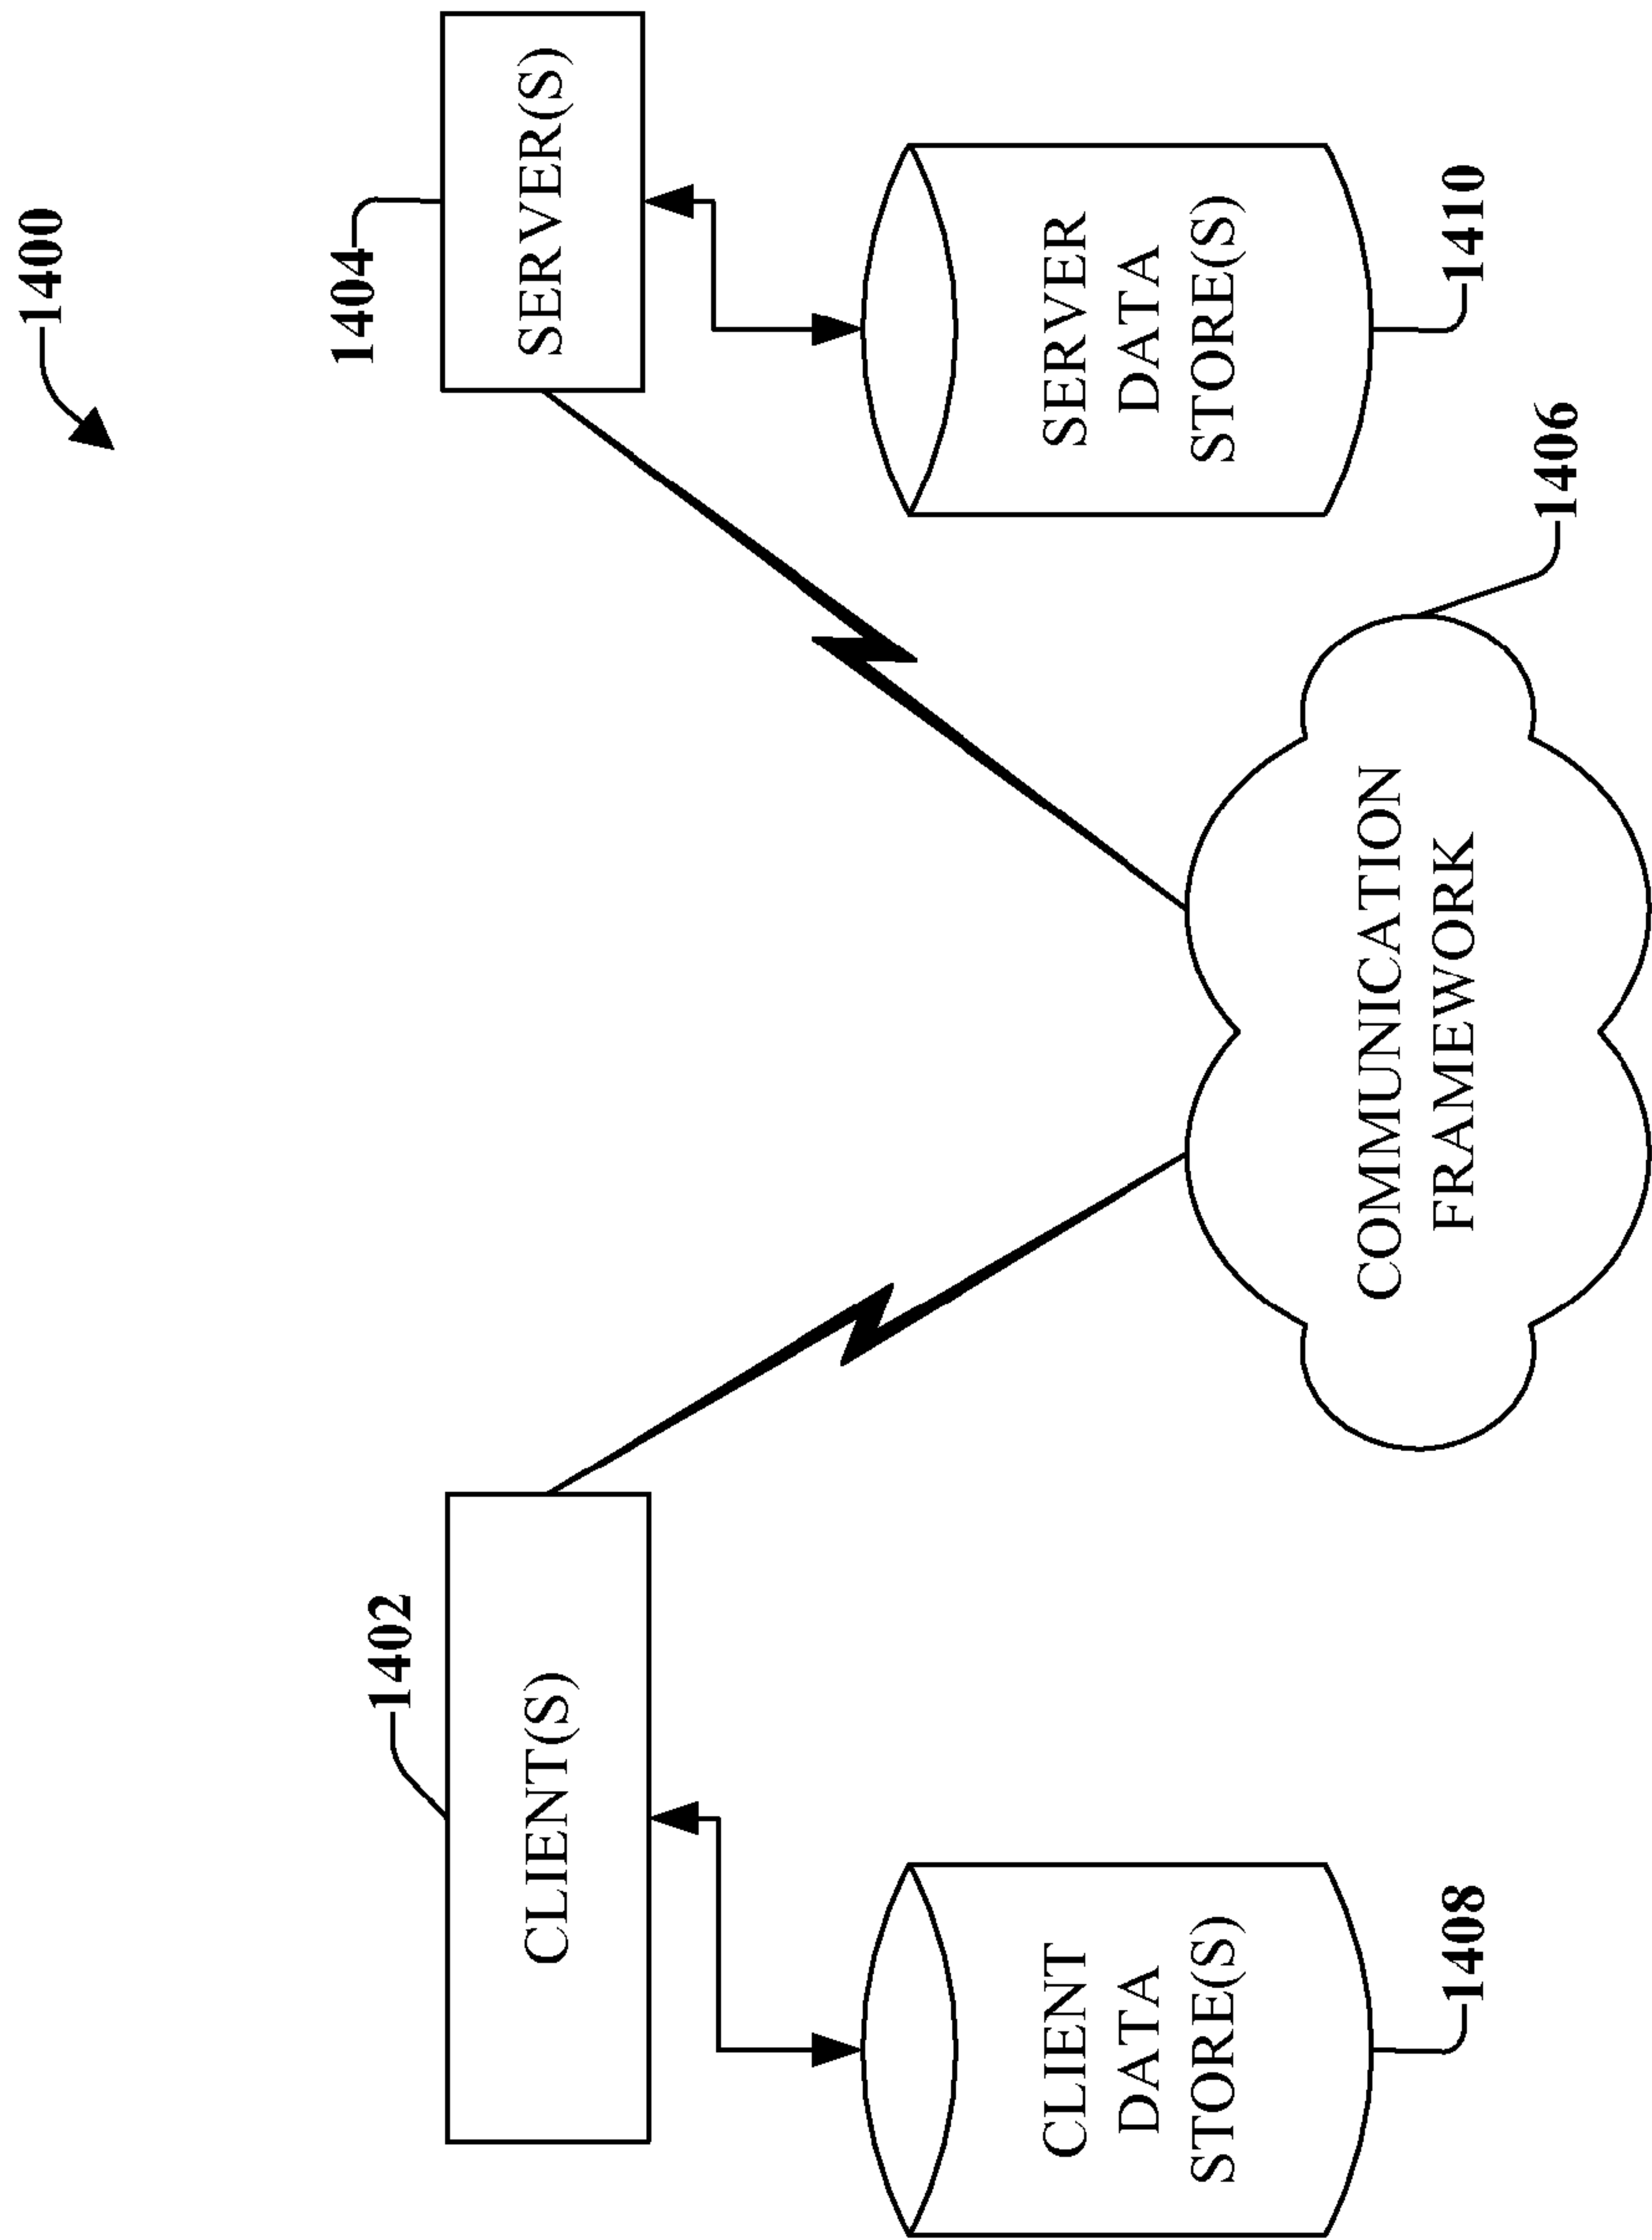 1400
1402
1404
CLIENT(S)
SERVER(S)
CLIENT
DATA
STORE(S)
SERVER
DATA
STORE(S)
COMMUNICATION
FRAMEWORK
1408
1406
1410